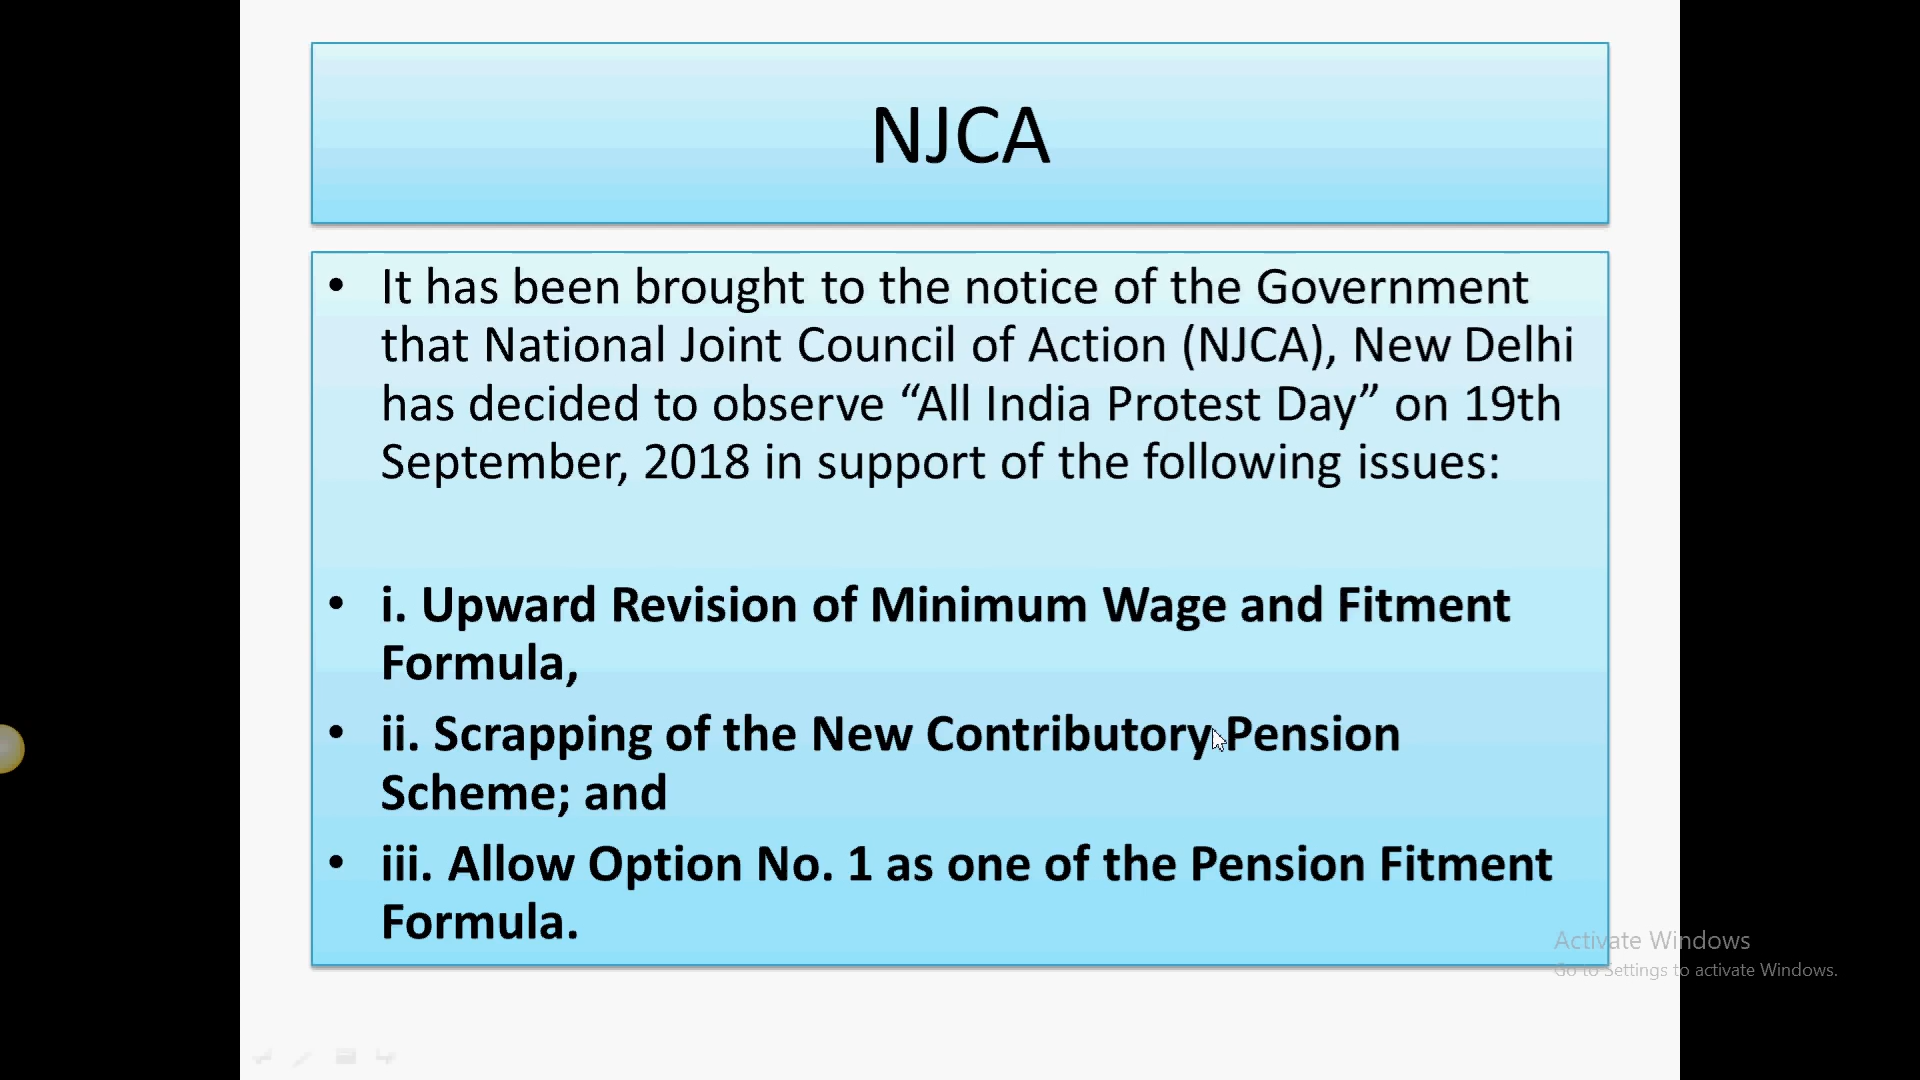 NJCA
• It has been brought to the notice of the Government
that National Joint Council of Action (NJCA), New Delhi
has decided to observe “All India Protest Day” on 19th
September, 2018 in support of the following issues:
• i. Upward Revision of Minimum Wage and Fitment
Formula,
• ii. Scrapping of the New Contributory Pension
Scheme; and
• iii. Allow Option No. 1 as one of the Pension Fitment
Formula.
Activate Windows
Go to Settings to activate Windows.